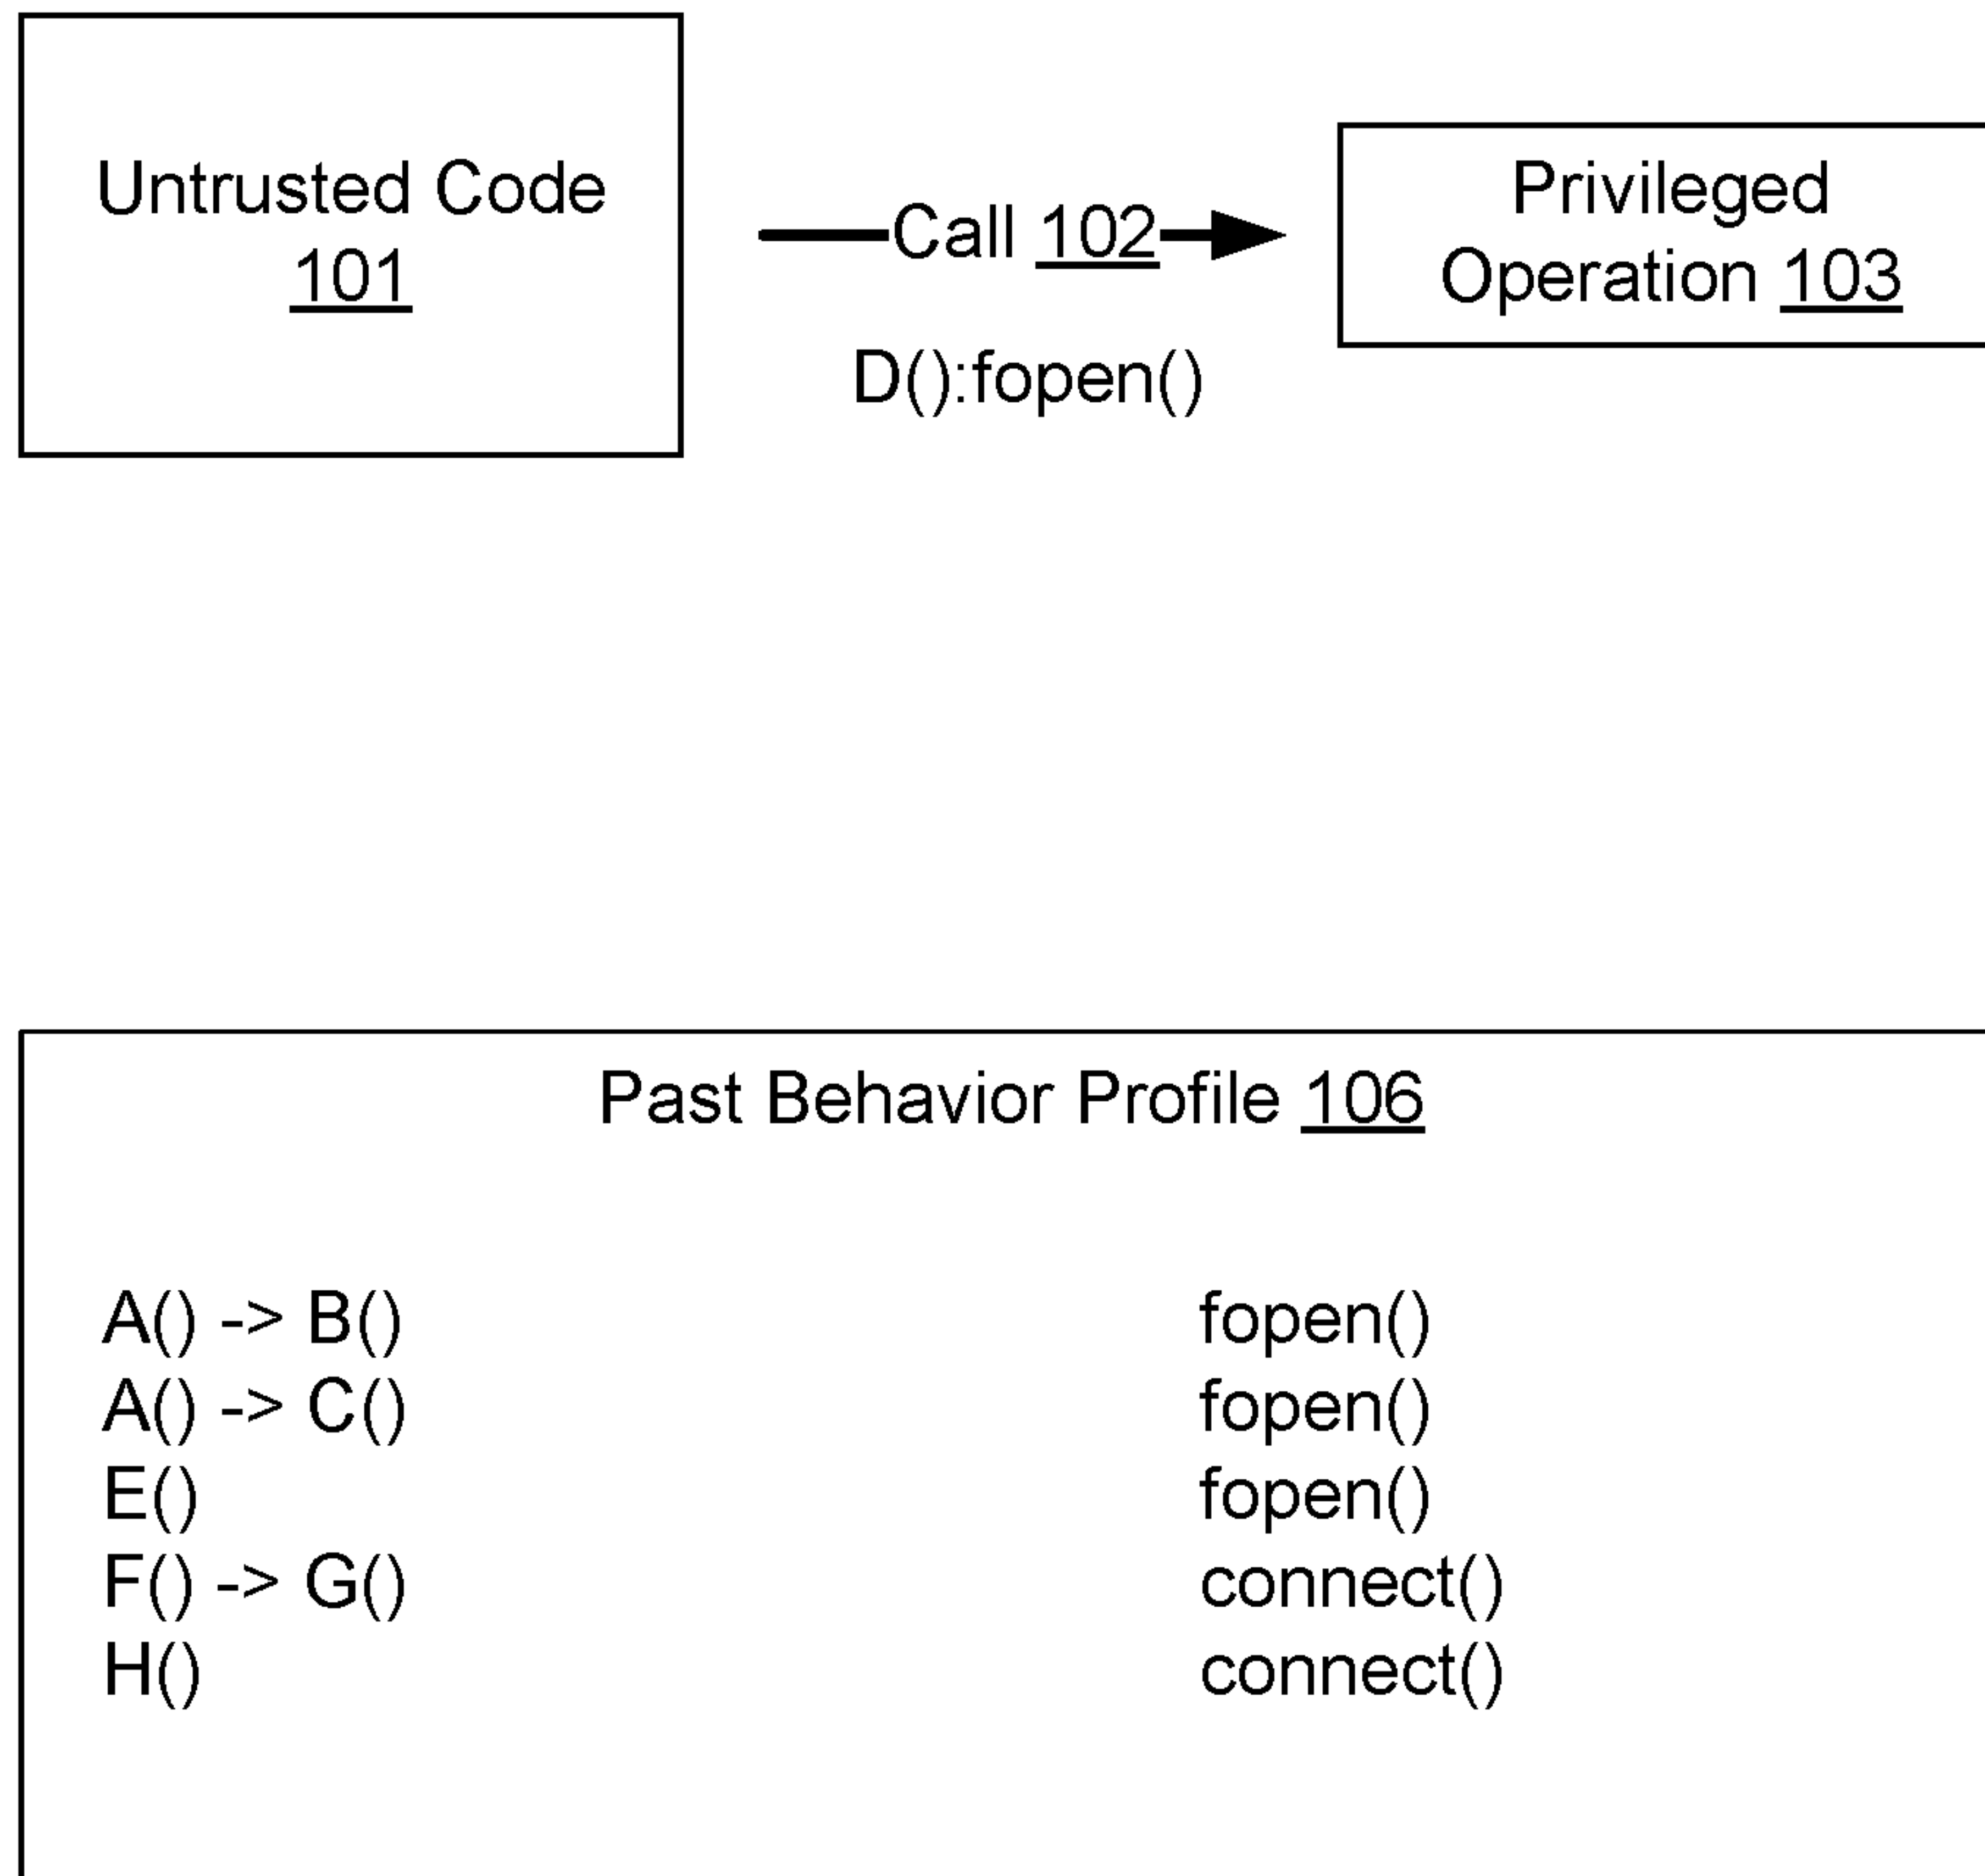 Untrusted Code
101
Call 102
D():fopen()
Privileged
Operation 103
Past Behavior Profile 106
A() -> B() fopen()
A() -> C() fopen()
E() fopen()
F() -> G() connect()
H() connect()